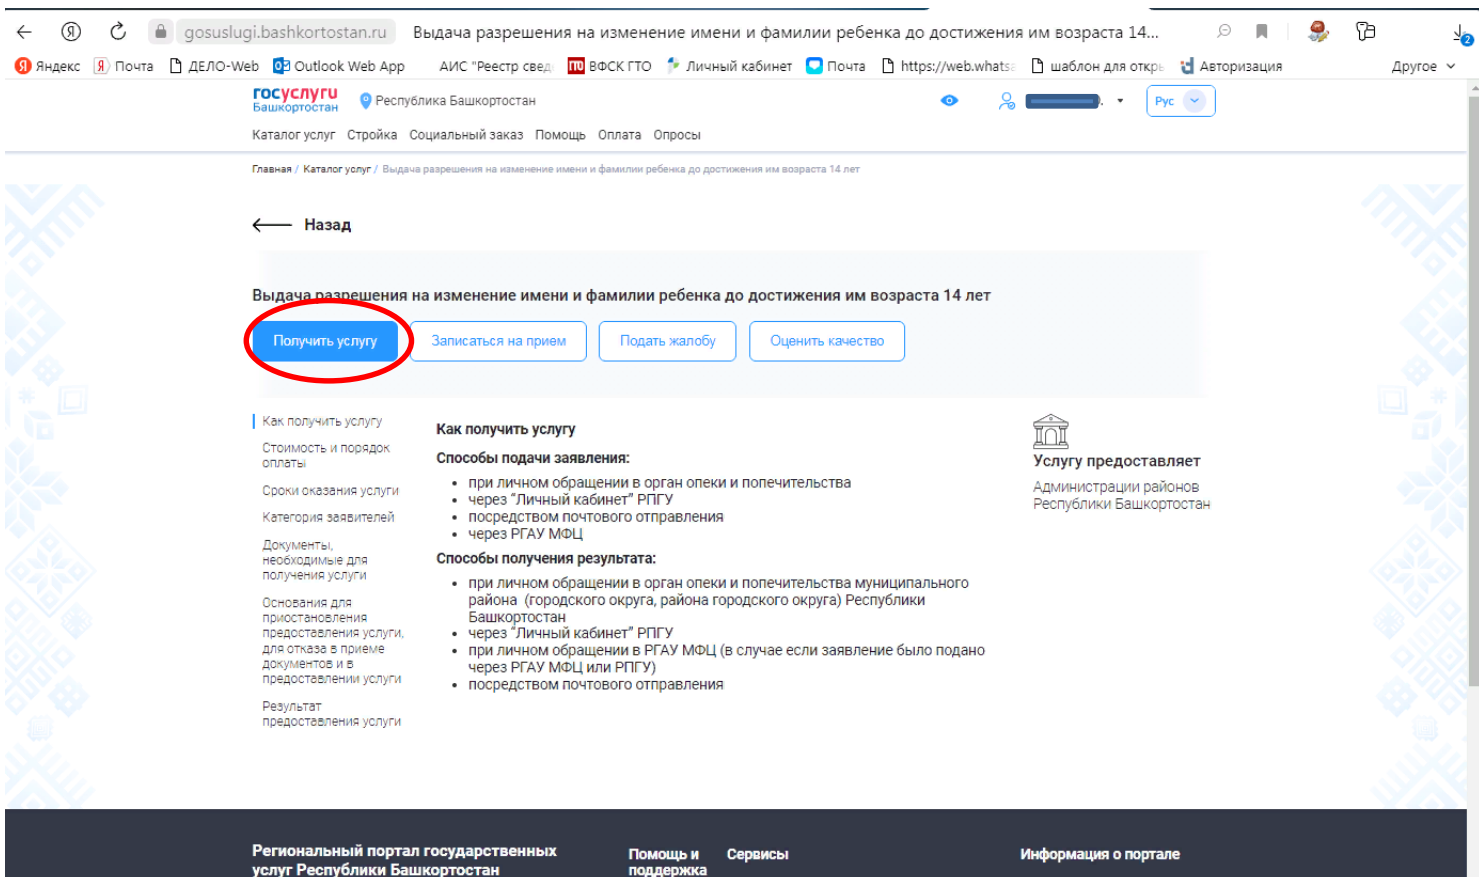 gosuslugi.bashkortostan.ru Выдача разрешения на изменение имени и фамилии ребенка до достижения им возраста 14...
2
Яндекс Почта ДЕЛО-Web Outlook Web App АИС "Реестр свед ВФСК ГТО Личный кабинет Почта https://web.whats шаблон для откр Авторизация Другое
госуслуги
Башкортостан
Республика Башкортостан
Рус
Каталог услуг Стройка Социальный заказ Помощь Оплата Опросы
Главная / Каталог услуг / Выдача разрешения на изменение имени и фамилии ребенка до достижения им возраста 14 лет
Назад
Выдача разрешения на изменение имени и фамилии ребенка до достижения им возраста 14 лет
Получить услугу Записаться на прием Подать жалобу Оценить качество
Как получить услугу
Стоимость и порядок
оплаты
Сроки оказания услуги
Категория заявителей
Документы,
необходимые для
получения услуги
Основания для
приостановления
предоставления услуги,
для отказа в приеме
документов и в
предоставлении услуги
Результат
предоставления услуги
Как получить услугу
Способы подачи заявления:
• при личном обращении в орган опеки и попечительства
• через "Личный кабинет" РПГУ
• посредством почтового отправления
• через РГАУ МФЦ
Способы получения результата:
• при личном обращении в орган опеки и попечительства муниципального
района (городского округа, района городского округа) Республики
Башкортостан
• через "Личный кабинет" РПГУ
• при личном обращении в РГАУ МФЦ (в случае если заявление было подано
через РГАУ МФЦ или РПГУ)
• посредством почтового отправления
Услугу предоставляет
Администрации районов
Республики Башкортостан
Региональный портал государственных
услуг Республики Башкортостан
Помощь и
поддержка
Сервисы
Информация о портале